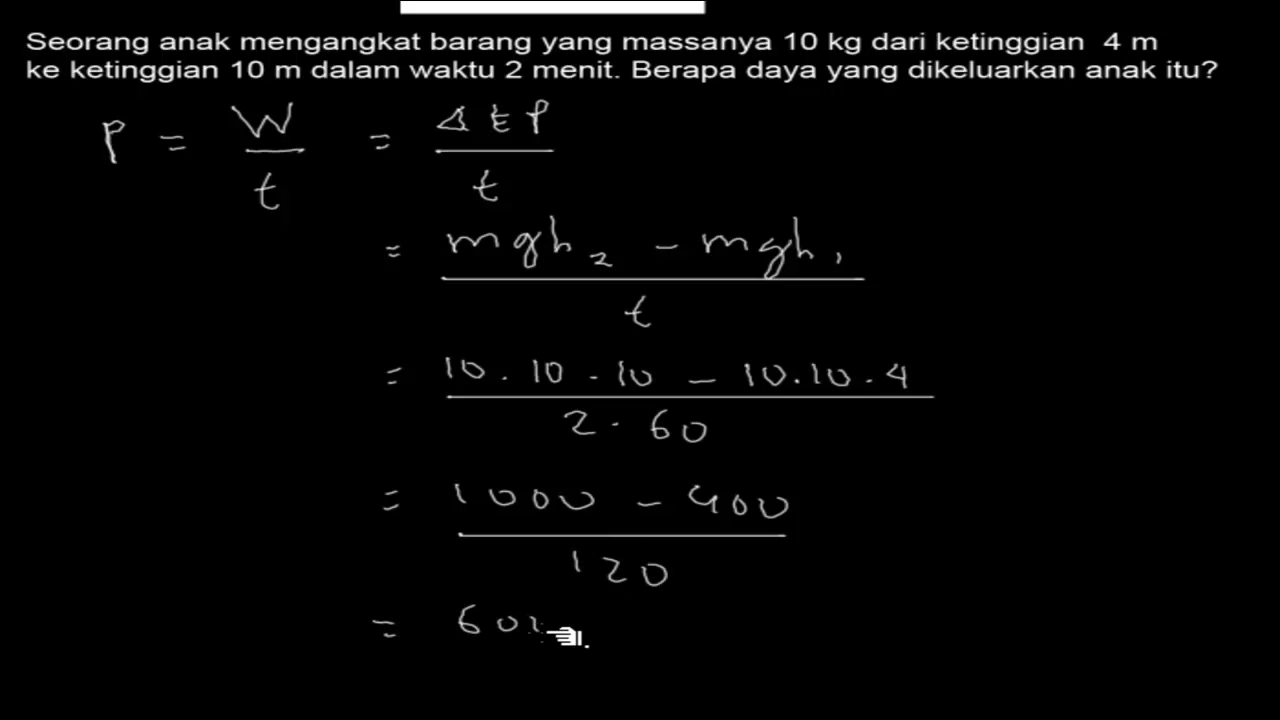 Seorang anak mengangkat barang yang massanya 10 kg dari ketinggian 4 m
ke ketinggian 10 m dalam waktu 2 menit. Berapa daya yang dikeluarkan anak itu?
P = W / t = Δ E P / t
= mgh₂ - mgh₁ / t
= 10 . 10 . 10 - 10 . 10 . 4 / 2 . 60
= 1000 - 400 / 120
= 60